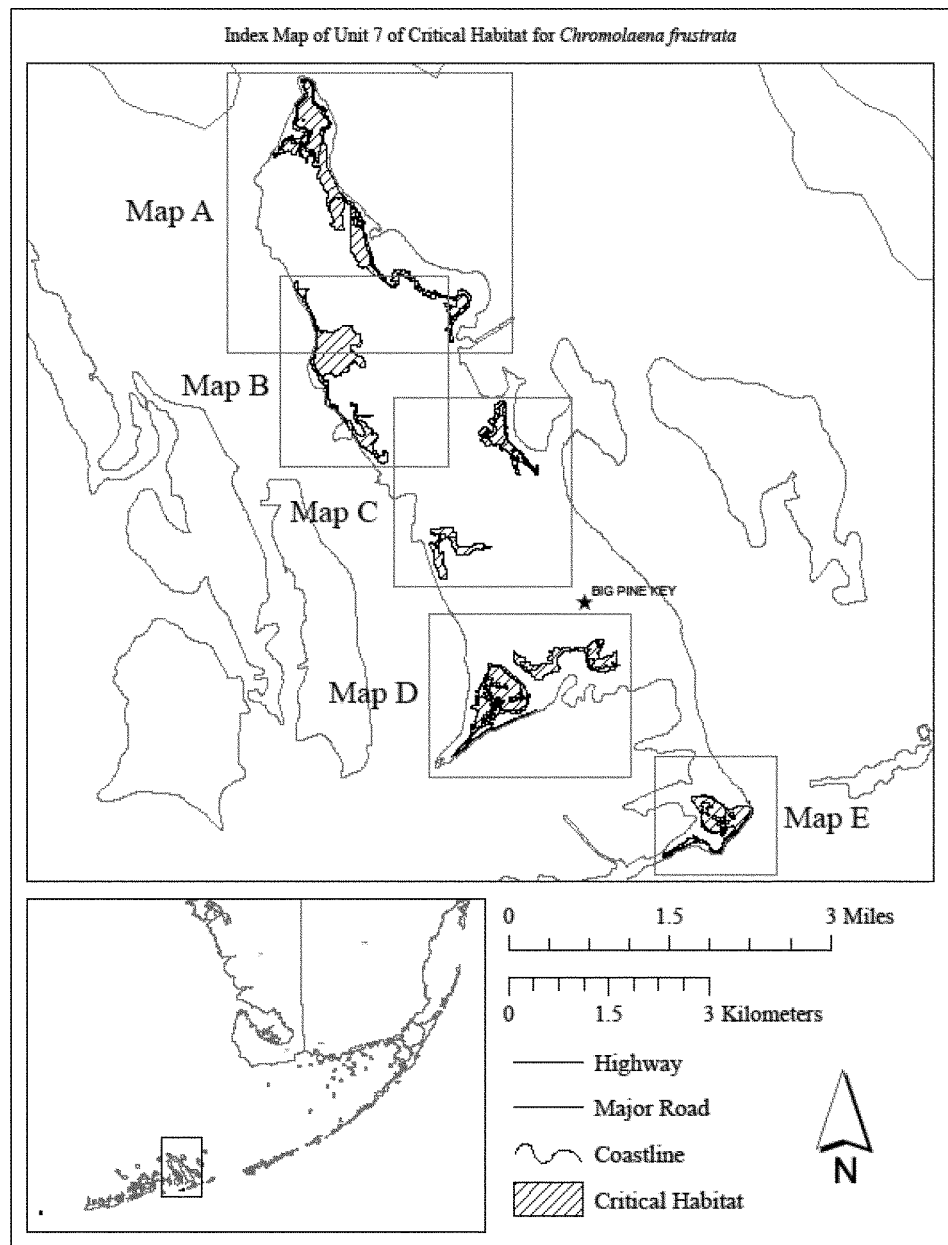 Index Map of Unit 7 of Critical Habitat for Chromolaena frustrata
Map A
Map B
Map C
BIG PINE KEY
Map D
Map E
0 1.5 3 Miles
0 1.5 3 Kilometers
Highway
Major Road
Coastline
Critical Habitat
N